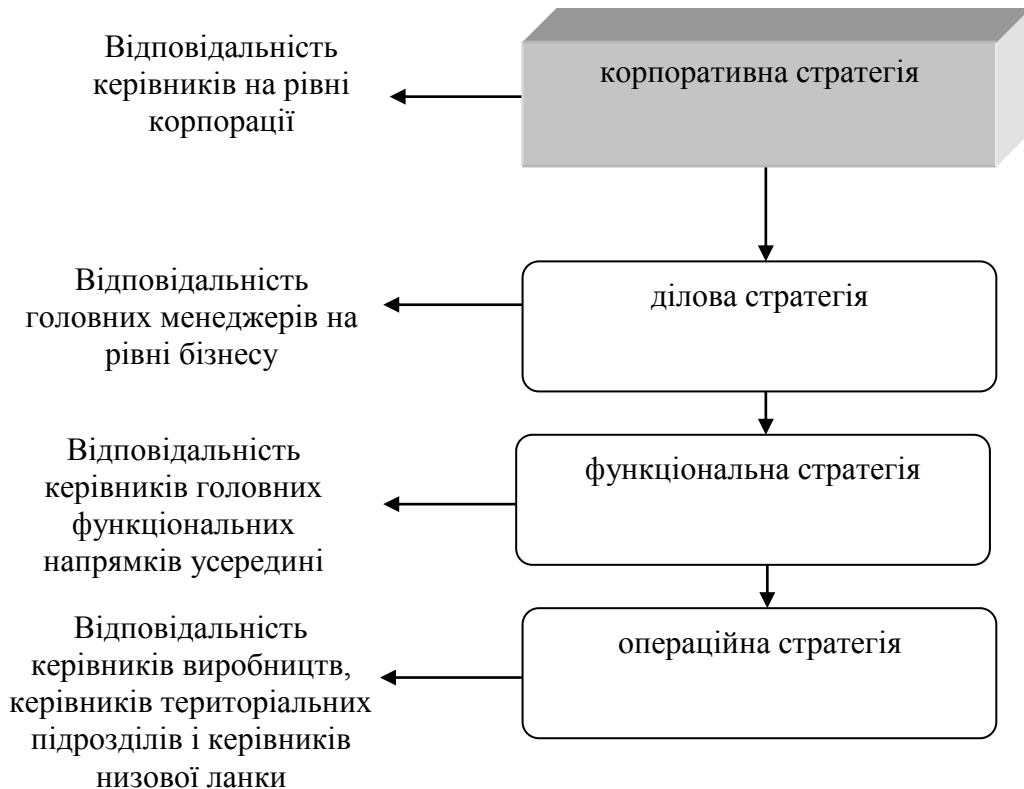 Відповідальність
керівників на рівні
корпорації
корпоративна стратегія
Відповідальність
головних менеджерів на
рівні бізнесу
ділова стратегія
Відповідальність
керівників головних
функціональних
напрямків усередині
функціональна стратегія
Відповідальність
керівників виробництв,
керівників територіальних
підрозділів і керівників
низової ланки
операційна стратегія